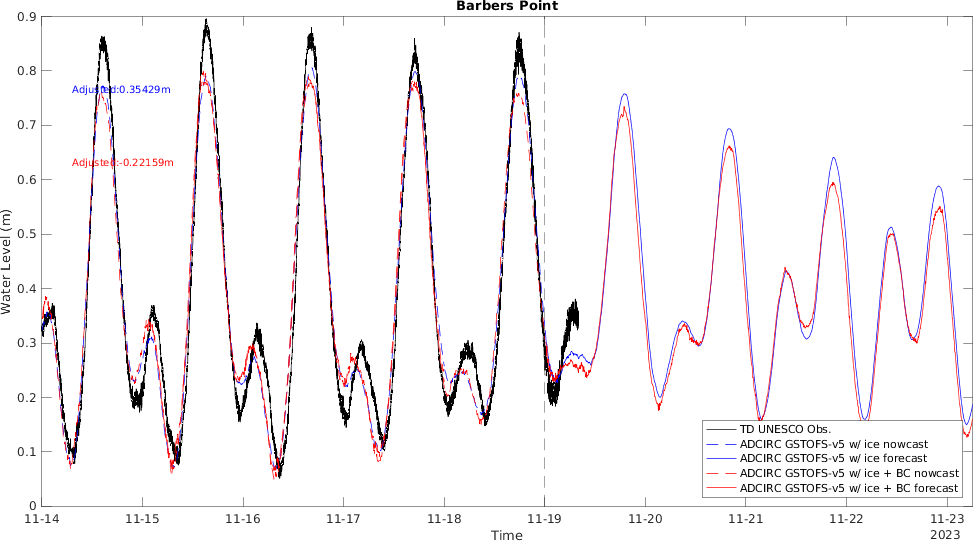 Barbers Point
0.9
0.8
0.7
0.6
0.5
0.4
0.3
0.2
0.1
0
Water Level (m)
Adjusted:0.35429m
Adjusted:-0.22159m
TD UNESCO Obs.
ADCIRC GSTOFS-v5 w/ ice nowcast
ADCIRC GSTOFS-v5 w/ ice forecast
ADCIRC GSTOFS-v5 w/ ice + BC nowcast
ADCIRC GSTOFS-v5 w/ ice + BC forecast
11-14 11-15 11-16 11-17 11-18 11-19 11-20 11-21 11-22 11-23
Time
2023